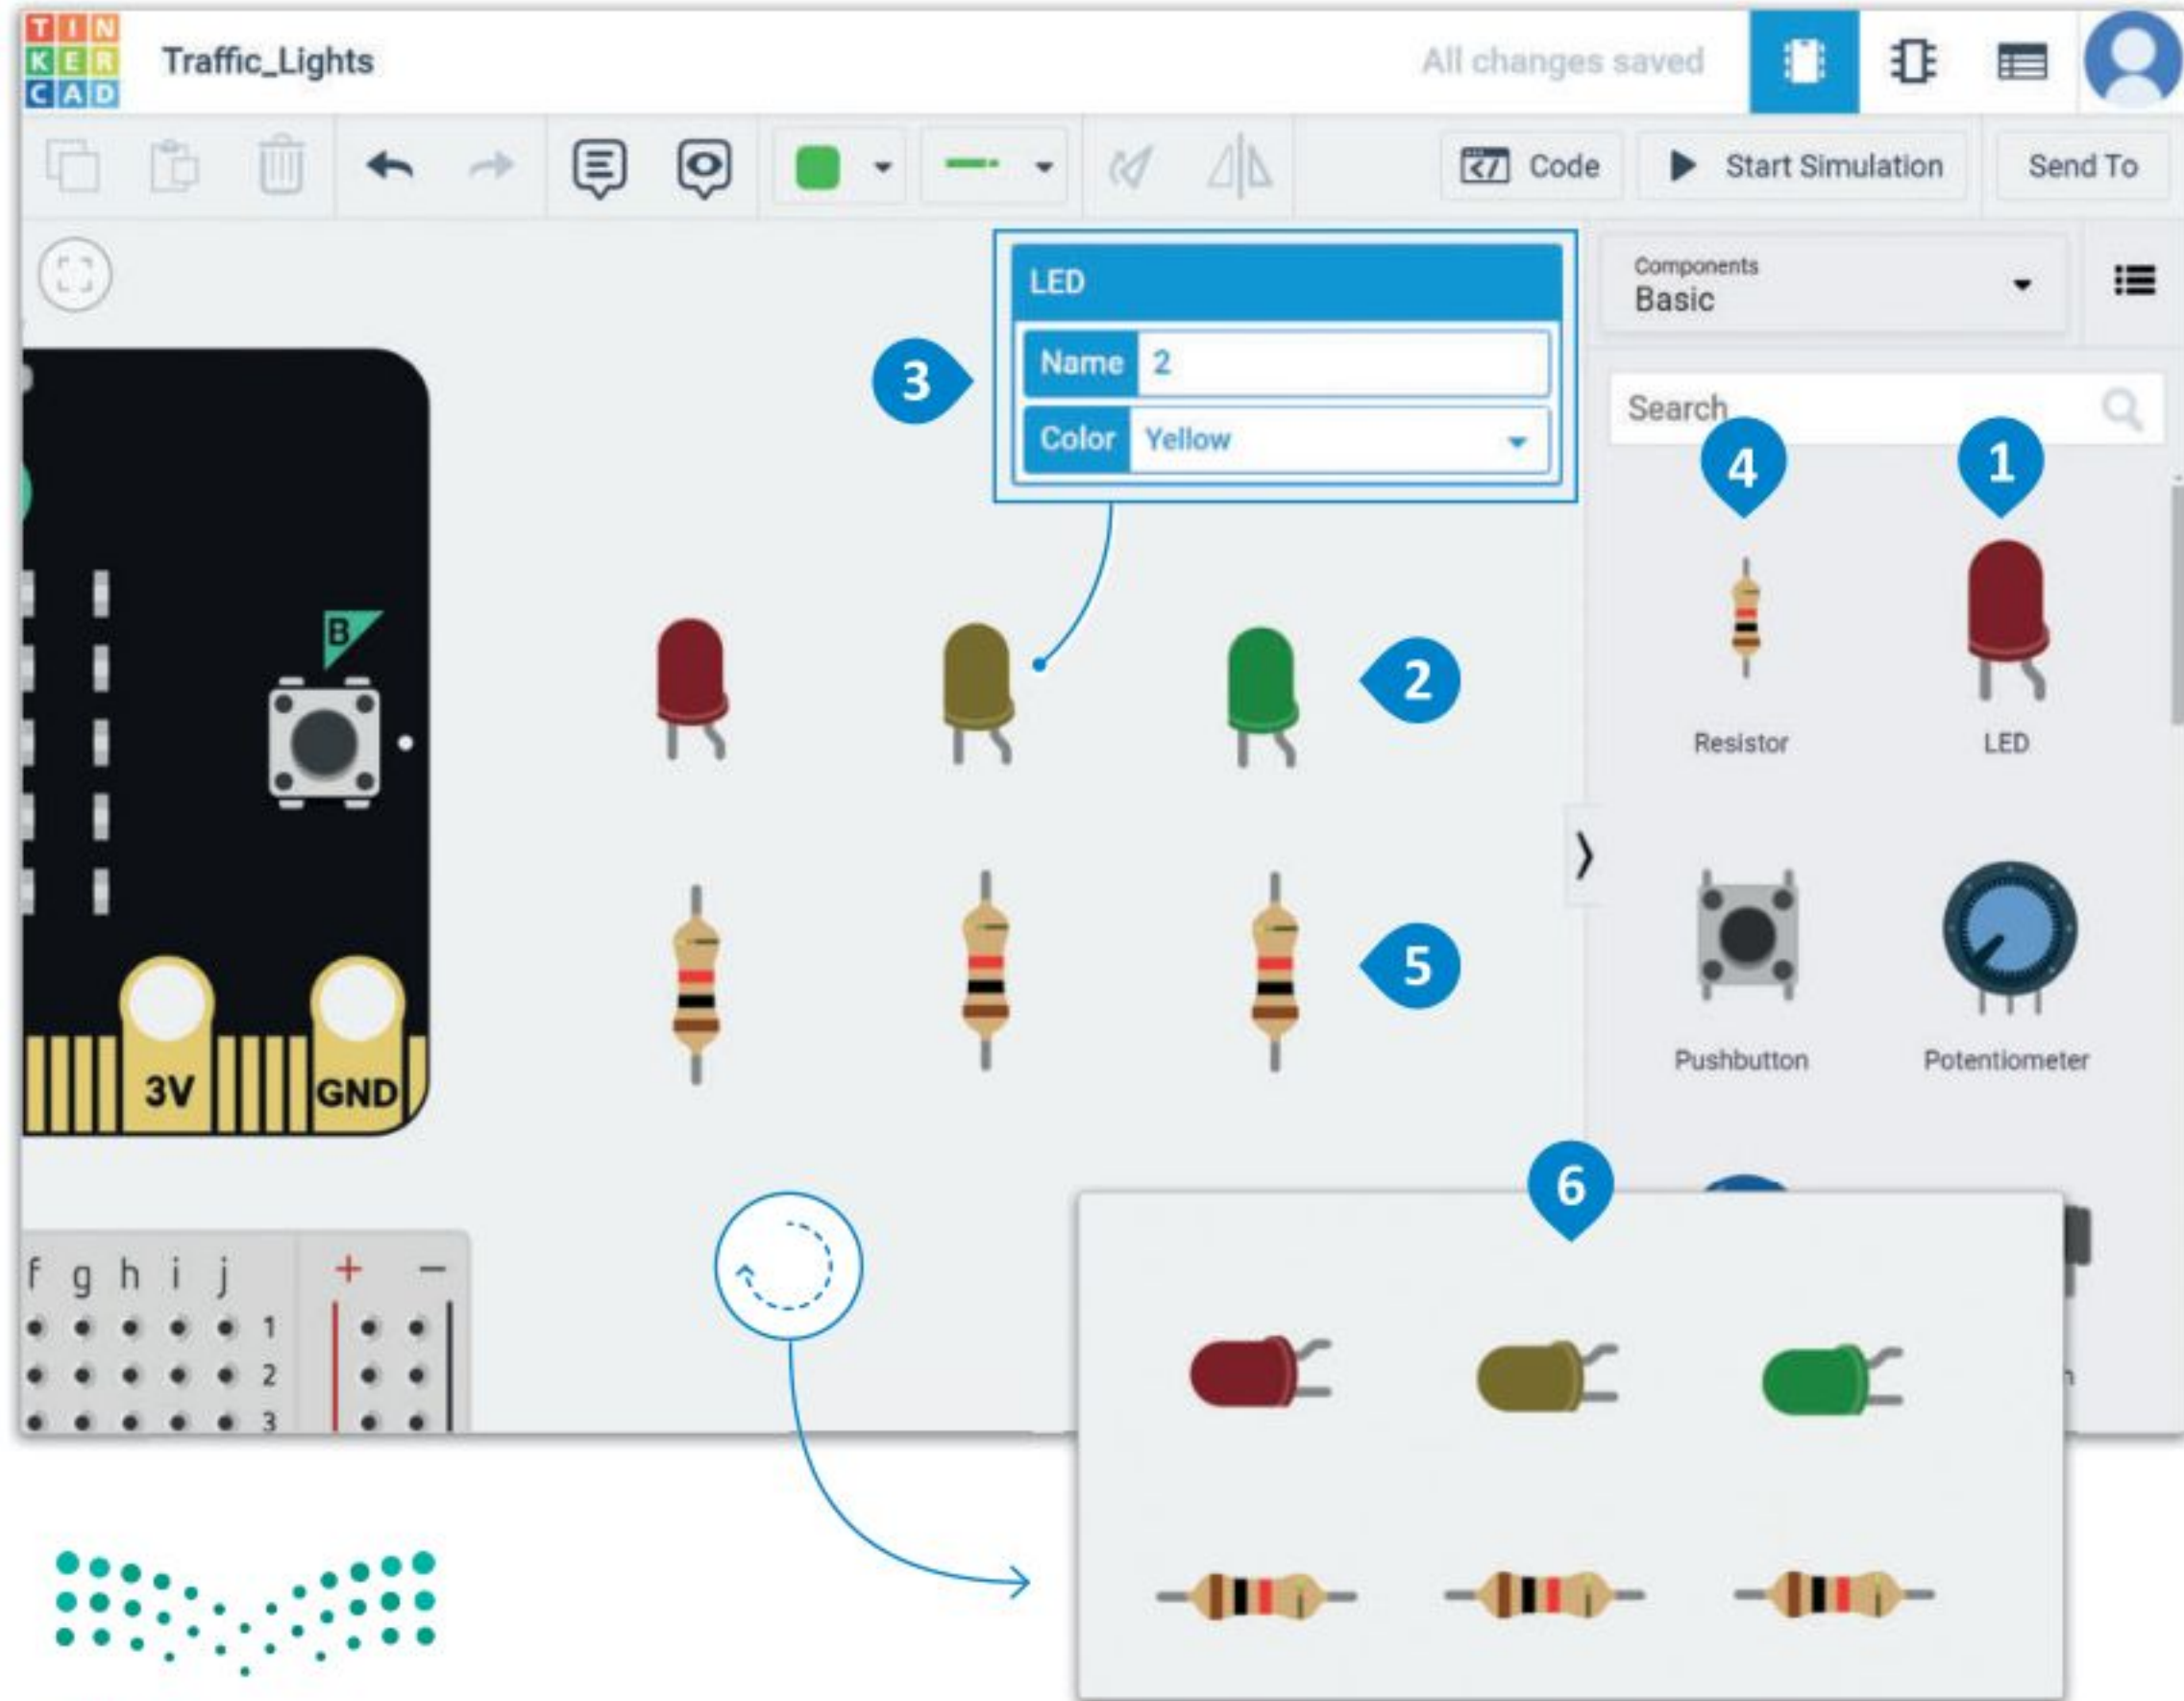 TIN
KER
CAD
Traffic_Lights
All changes saved
Code
Start Simulation
Send To
LED
Name 2
Color Yellow
3
Components
Basic
Search
4
1
B
2
Resistor
LED
5
Pushbutton
Potentiometer
3V
GND
6
f g h i j + −
1
2
3
n